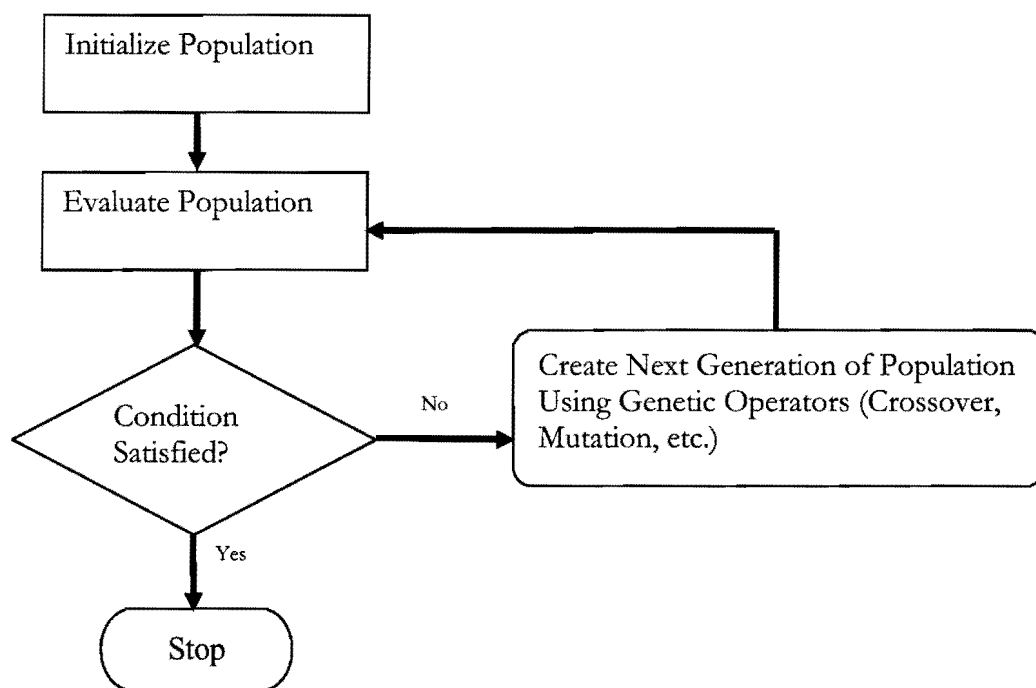 Initialize Population
Evaluate Population
Condition
Satisfied?
No
Create Next Generation of Population
Using Genetic Operators (Crossover,
Mutation, etc.)
Yes
Stop